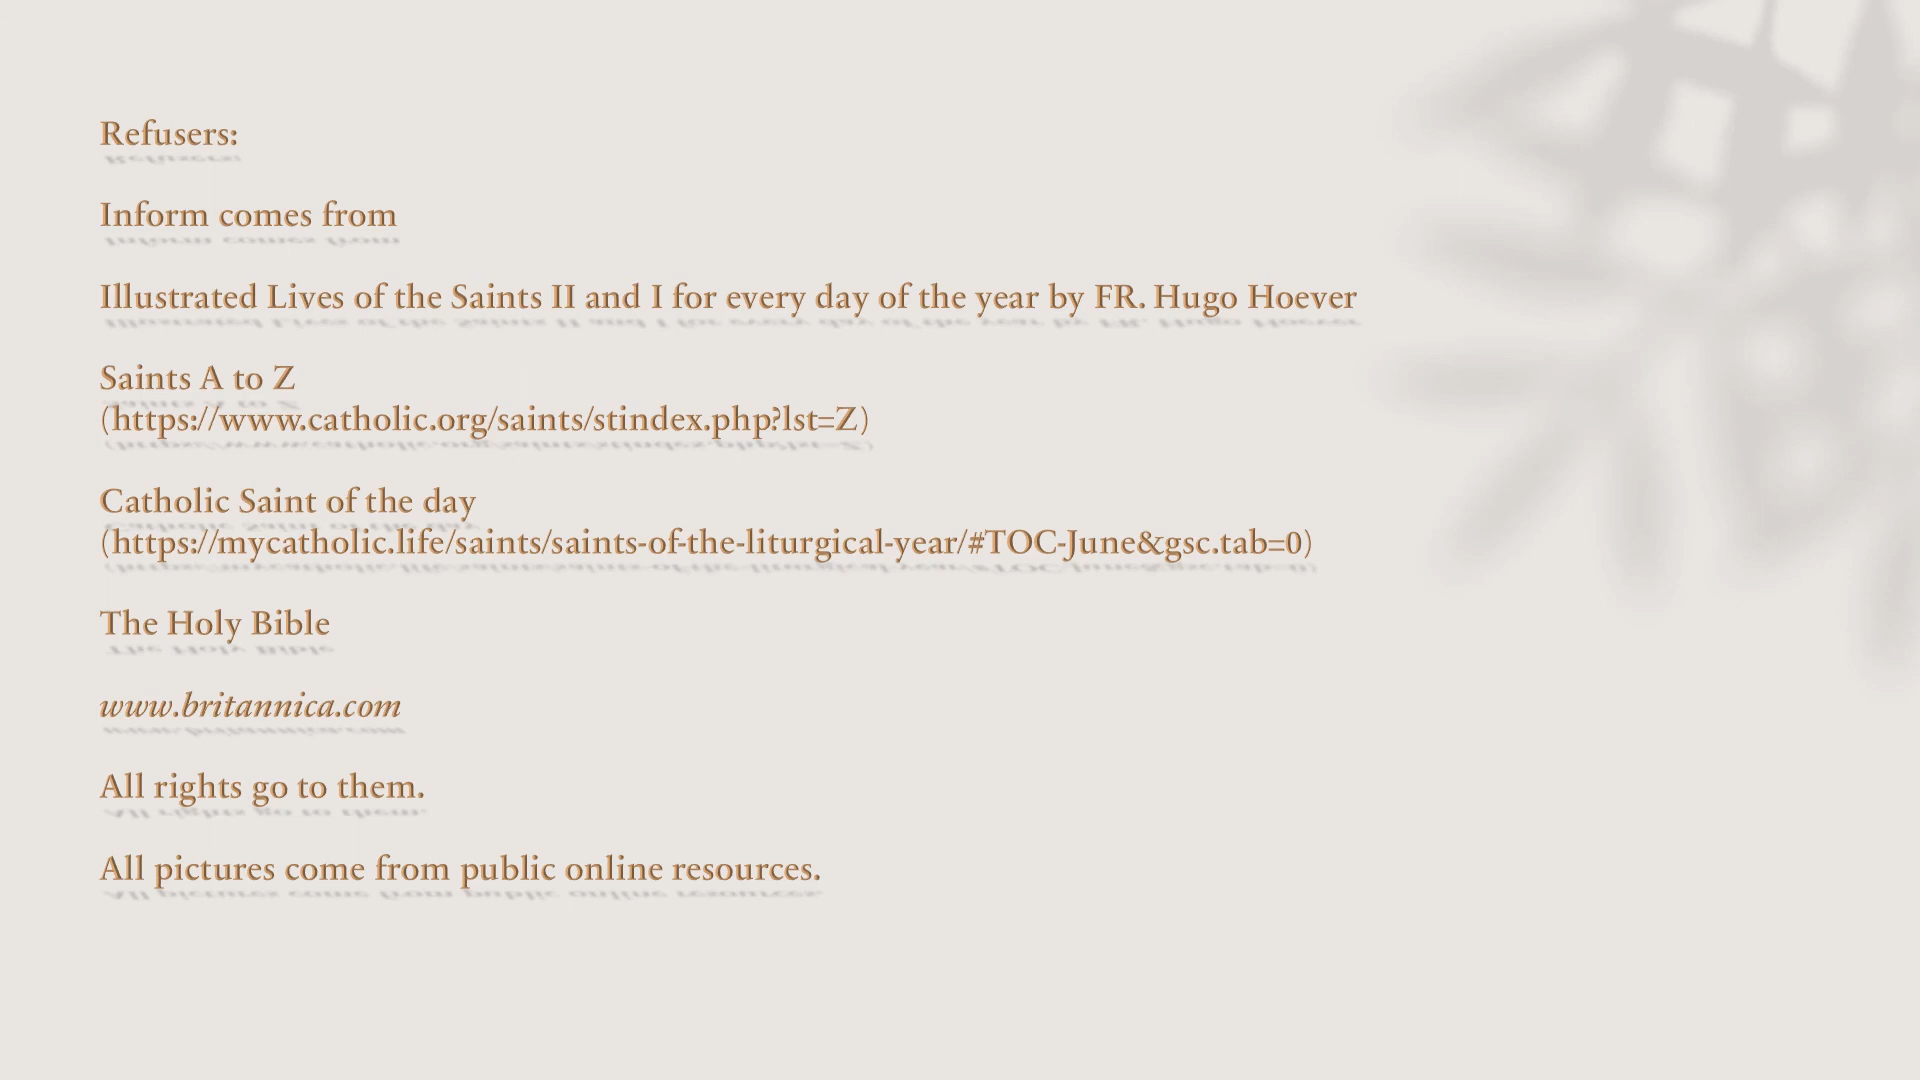 Refusers:
Inform comes from
Illustrated Lives of the Saints II and I for every day of the year by FR. Hugo Hoever
Saints A to Z
(https://www.catholic.org/saints/stindex.php?lst=Z)
Catholic Saint of the day
(https://mycatholic.life/saints/saints-of-the-liturgical-year/#TOC-June&gsc.tab=0)
The Holy Bible
www.britannica.com
All rights go to them.
All pictures come from public online resources.